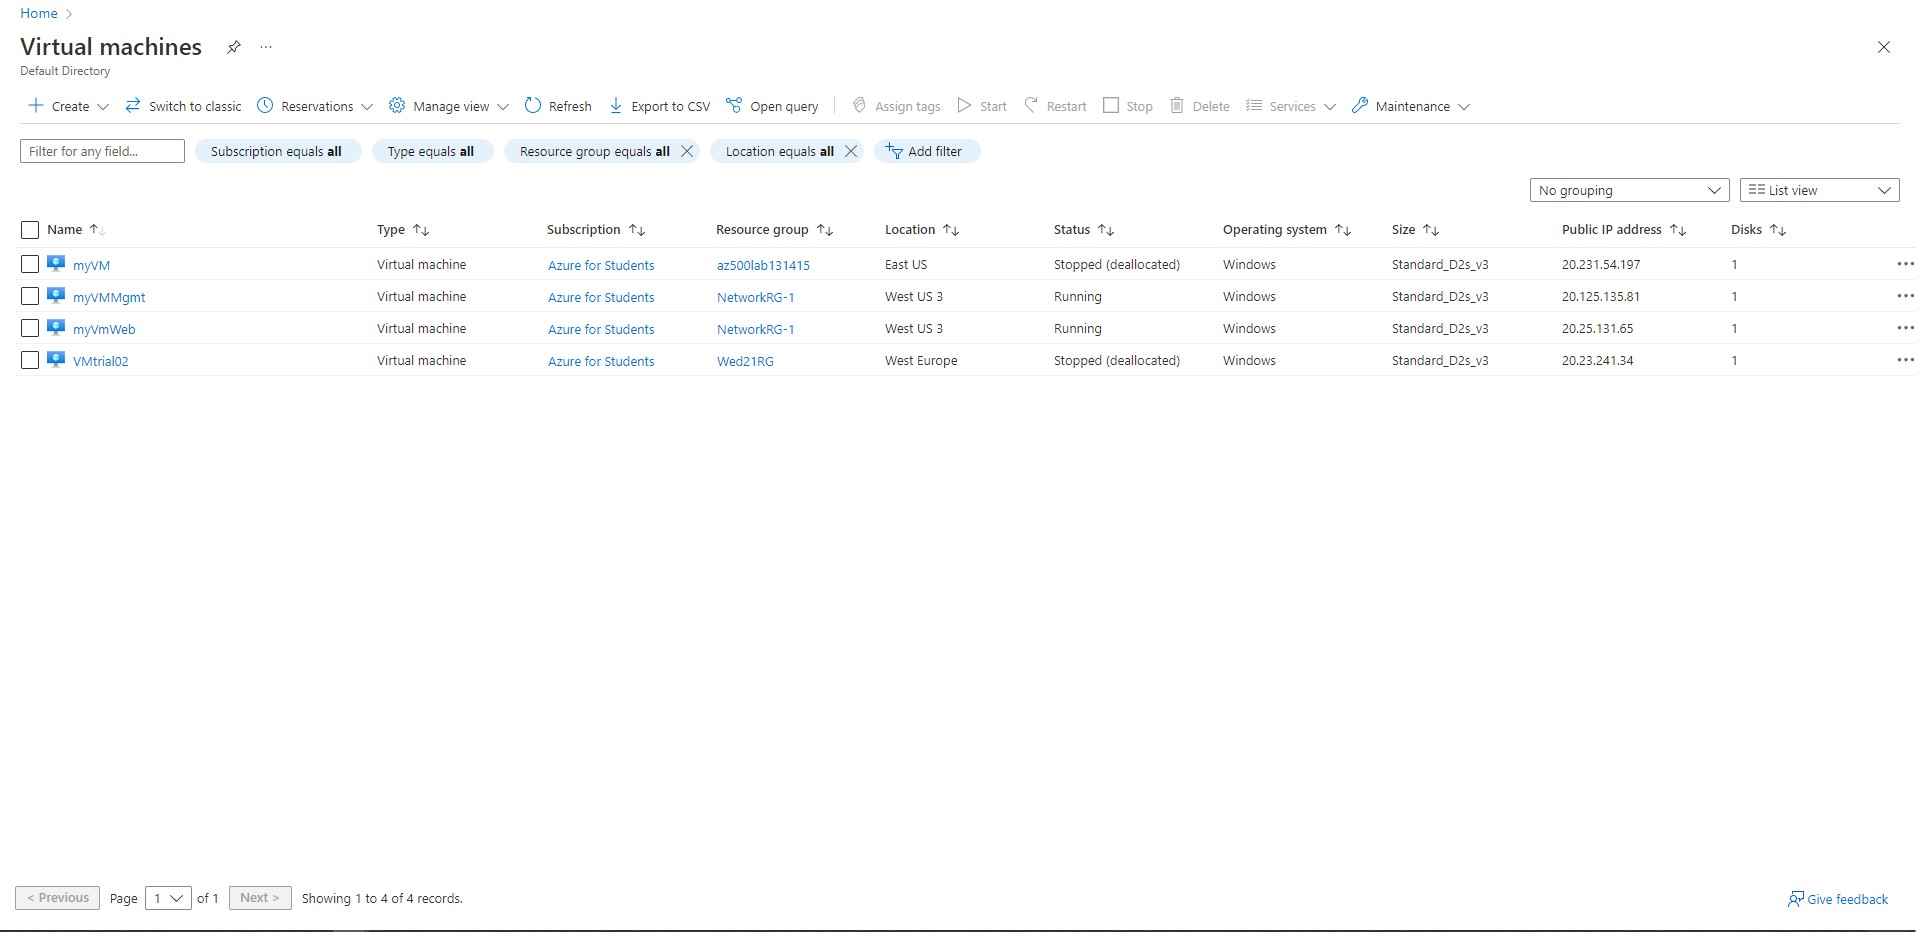 Home
Virtual machines
Default Directory
Create Switch to classic Reservations Manage view Refresh Export to CSV Open query Assign tags Start Restart Stop Delete Services Maintenance
Filter for any field... Subscription equals all Type equals all Resource group equals all Location equals all Add filter
No grouping List view
Name Type Subscription Resource group Location Status Operating system Size Public IP address Disks
myVM Virtual machine Azure for Students az500lab131415 East US Stopped (deallocated) Windows Standard_D2s_v3 20.231.54.197 1
myVMMgmt Virtual machine Azure for Students NetworkRG-1 West US 3 Running Windows Standard_D2s_v3 20.125.135.81 1
myVmWeb Virtual machine Azure for Students NetworkRG-1 West US 3 Running Windows Standard_D2s_v3 20.25.131.65 1
VMtrial02 Virtual machine Azure for Students Wed21RG West Europe Stopped (deallocated) Windows Standard_D2s_v3 20.23.241.34 1
< Previous Page 1 of 1 Next > Showing 1 to 4 of 4 records. Give feedback